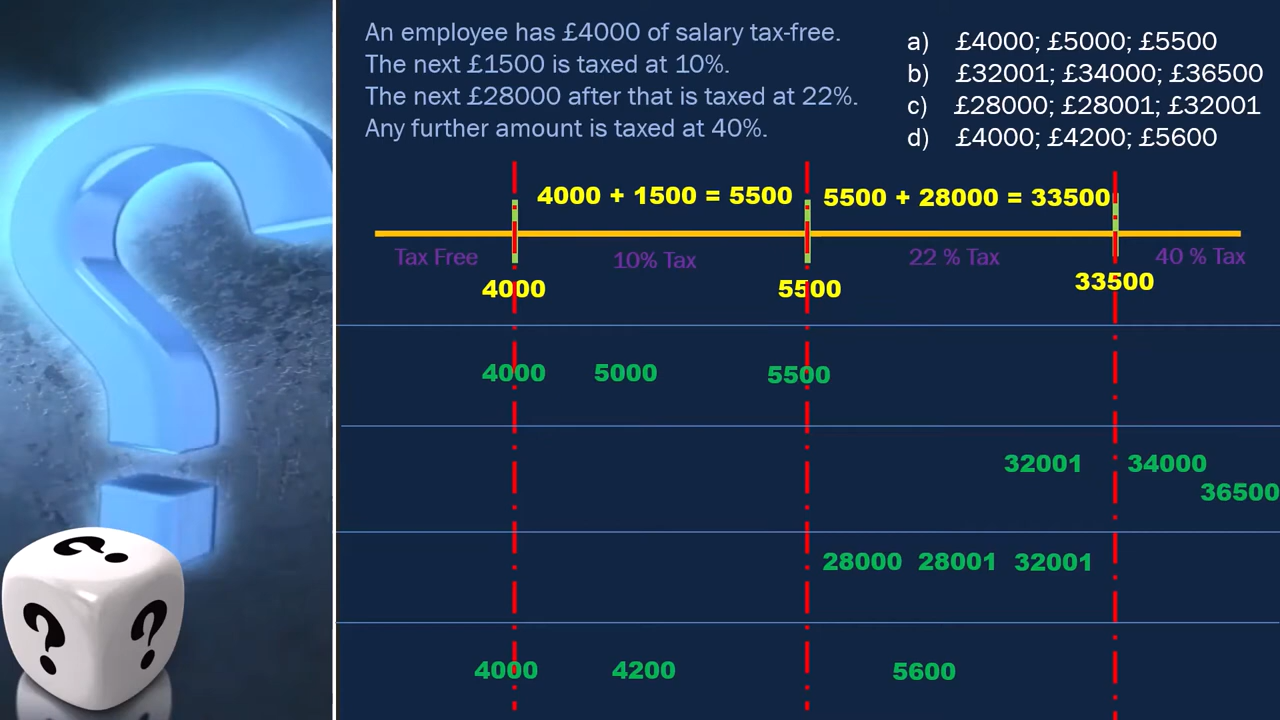 An employee has £4000 of salary tax-free.
The next £1500 is taxed at 10%.
The next £28000 after that is taxed at 22%.
Any further amount is taxed at 40%.
a) £4000; £5000; £5500
b) £32001; £34000; £36500
c) £28000; £28001; £32001
d) £4000; £4200; £5600
4000 + 1500 = 5500
5500 + 28000 = 33500
Tax Free
10% Tax
22 % Tax
40 % Tax
4000
5500
33500
4000 5000 5500
32001 34000
36500
28000 28001 32001
4000 4200 5600
?
?
?
?